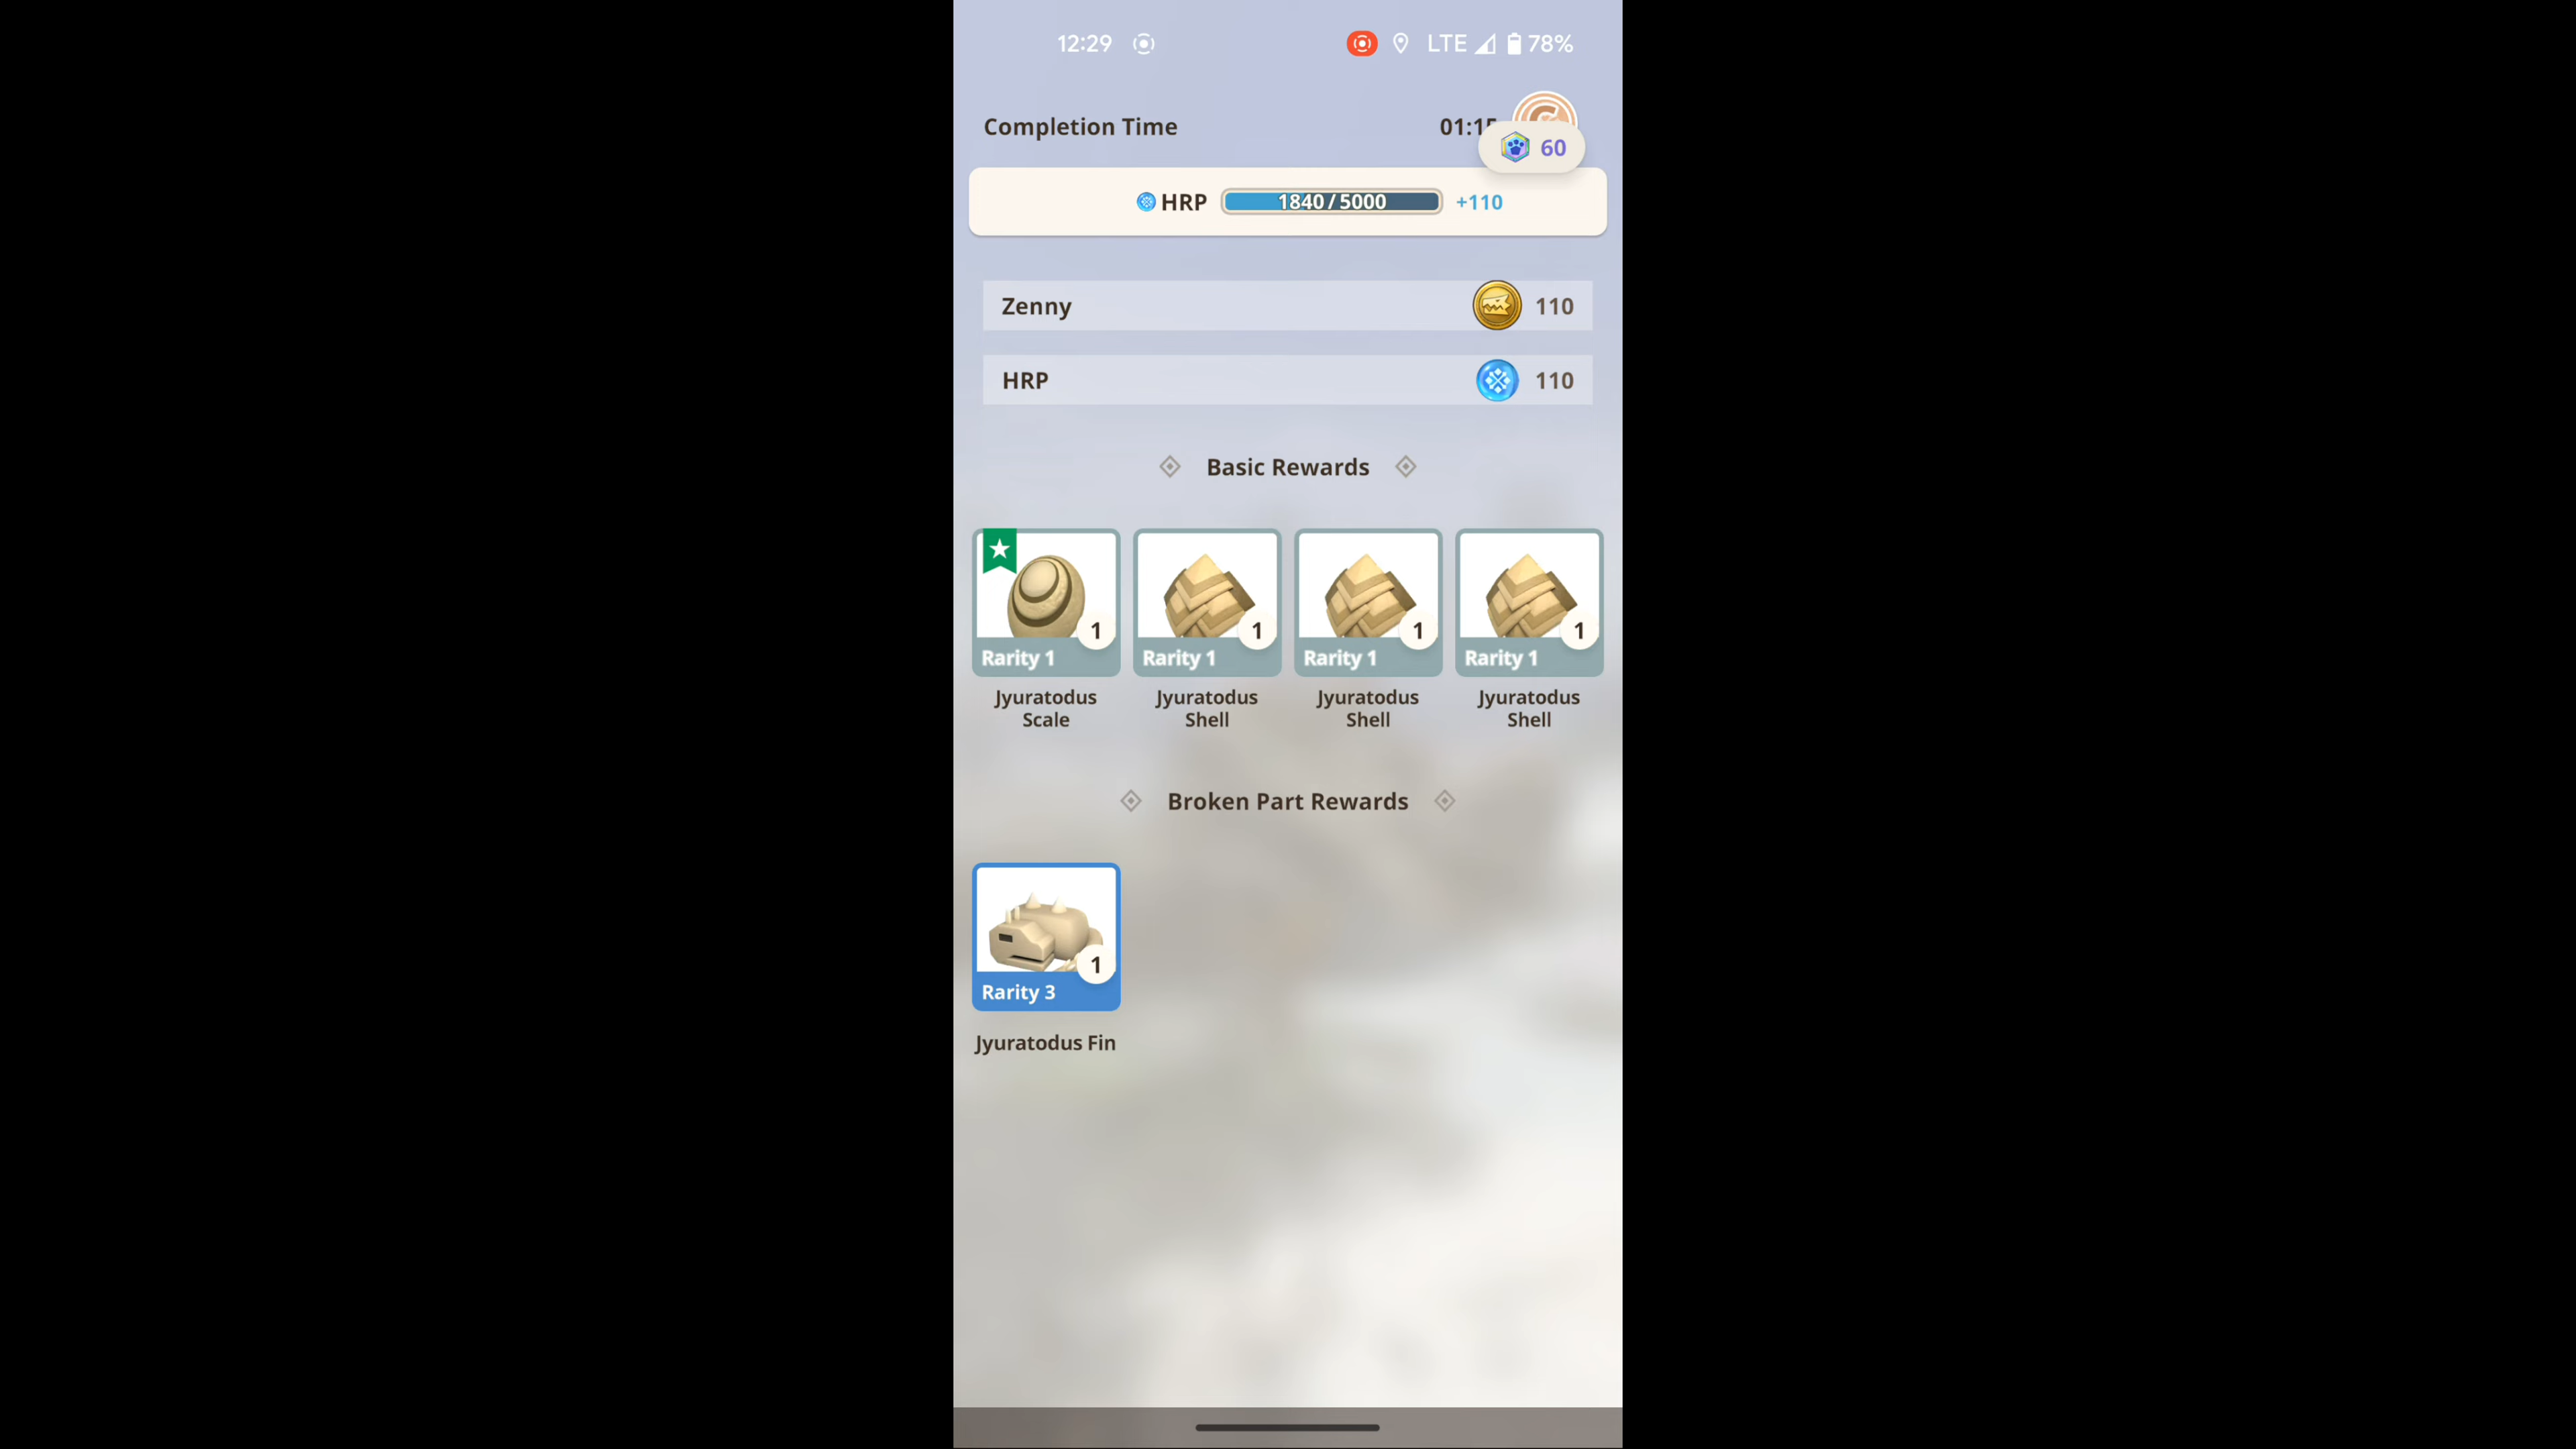 12:29 LTE 78%
Completion Time 01:15
60
HRP 1840/5000 +110
Zenny 110
HRP 110
Basic Rewards
1 1 1 1
Rarity 1 Rarity 1 Rarity 1 Rarity 1
Jyuratodus Jyuratodus Jyuratodus Jyuratodus
Scale Shell Shell Shell
Broken Part Rewards
1
Rarity 3
Jyuratodus Fin